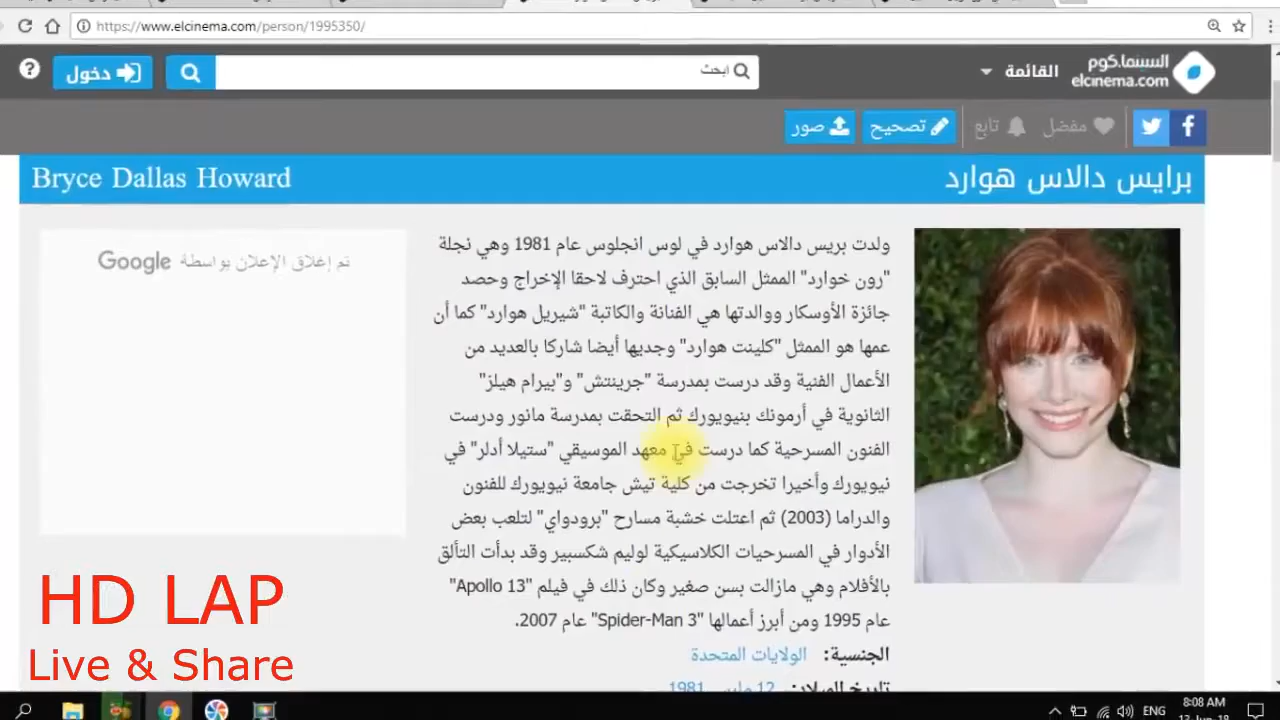 https://www.elcinema.com/person/1995350/
السينما.كوم
elcinema.com
القائمة
ابحث
دخول
مفضل
تابع
تصحيح
صور
برايس دالاس هوارد
Bryce Dallas Howard
ولدت بريس دالاس هوارد في لوس انجلوس عام 1981 وهي نجلة
"رون خوارد" الممثل السابق الذي احترف لاحقا الإخراج وحصد
جائزة الأوسكار ووالدتها هي الفنانة والكاتبة "شيريل هوارد" كما أن
عمها هو الممثل "كلينت هوارد" وجديها أيضا شاركا بالعديد من
الأعمال الفنية وقد درست بمدرسة "جرينتش" و"بيرام هيلز"
الثانوية في أرمونك بنيويورك ثم التحقت بمدرسة مانور ودرست
الفنون المسرحية كما درست في معهد الموسيقي "ستيلا أدلر" في
نيويورك وأخيرا تخرجت من كلية تيش جامعة نيويورك للفنون
والدراما (2003) ثم اعتلت خشبة مسارح "برودواي" لتلعب بعض
الأدوار في المسرحيات الكلاسيكية لوليم شكسبير وقد بدأت التألق
بالأفلام وهي مازالت بسن صغير وكان ذلك في فيلم "Apollo 13"
عام 1995 ومن أبرز أعمالها "Spider-Man 3" عام 2007.
الجنسية: الولايات المتحدة
تاريخ الميلاد: 12 مارس 1981
تم إغلاق الإعلان بواسطة Google
HD LAP
Live & Share
ENG
8:08 AM